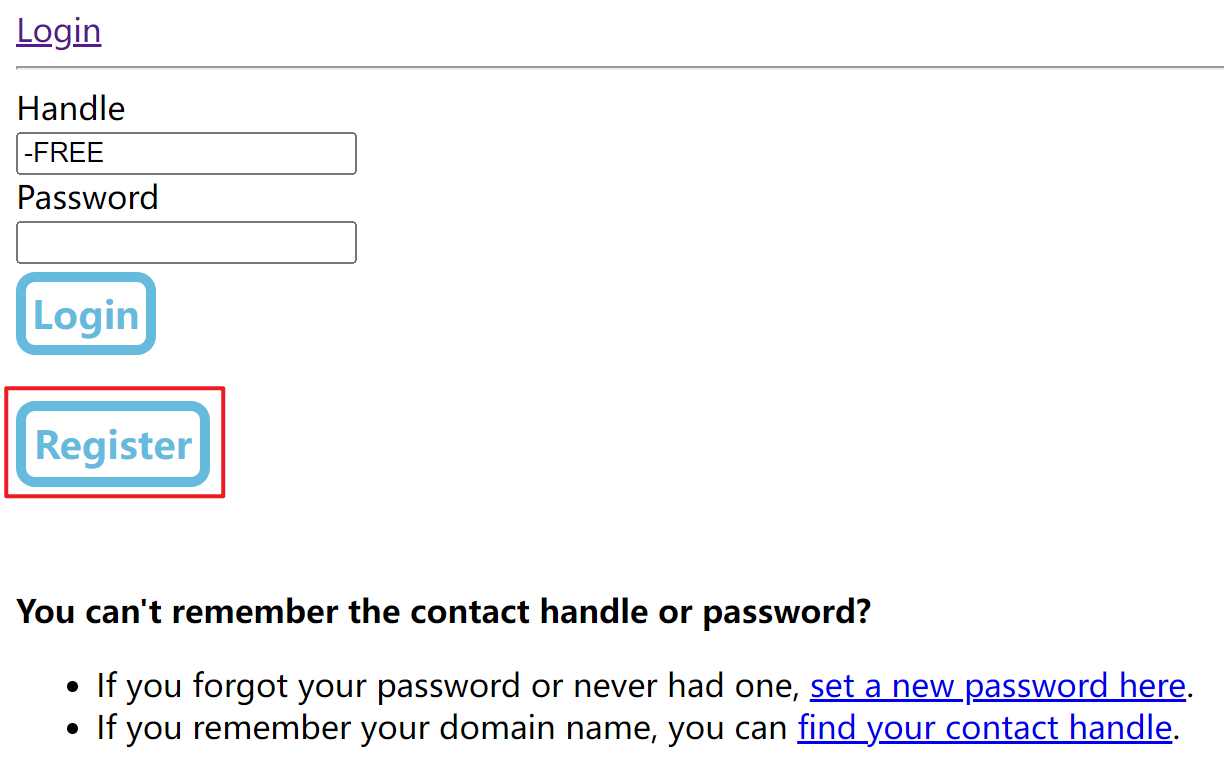 Login
Handle
-FREE
Password
Login
Register
You can't remember the contact handle or password?
• If you forgot your password or never had one, set a new password here.
• If you remember your domain name, you can find your contact handle.